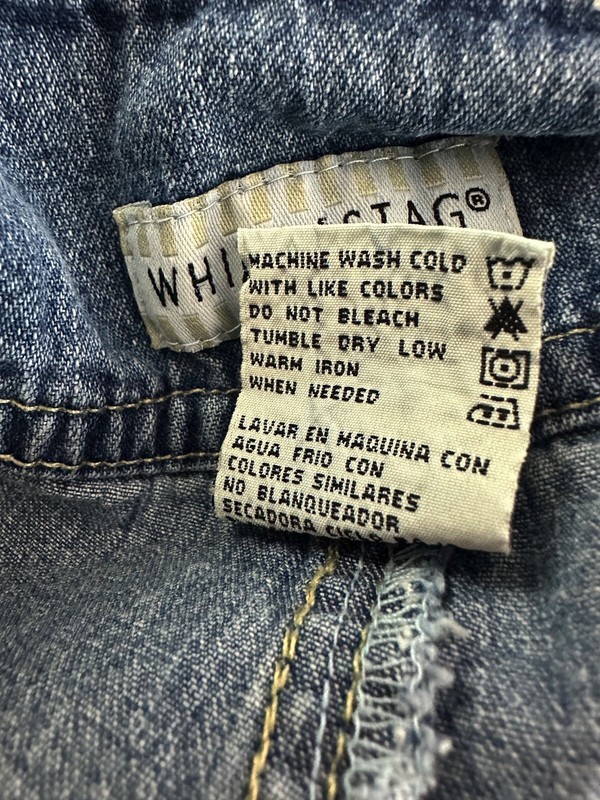 WHI STAG®
MACHINE WASH COLD
WITH LIKE COLORS
DO NOT BLEACH
TUMBLE DRY LOW
WARM IRON
WHEN NEEDED
LAVAR EN MAQUINA CON
AGUA FRIO CON
COLORES SIMILARES
NO BLANQUEADOR
SECADORA CICLO